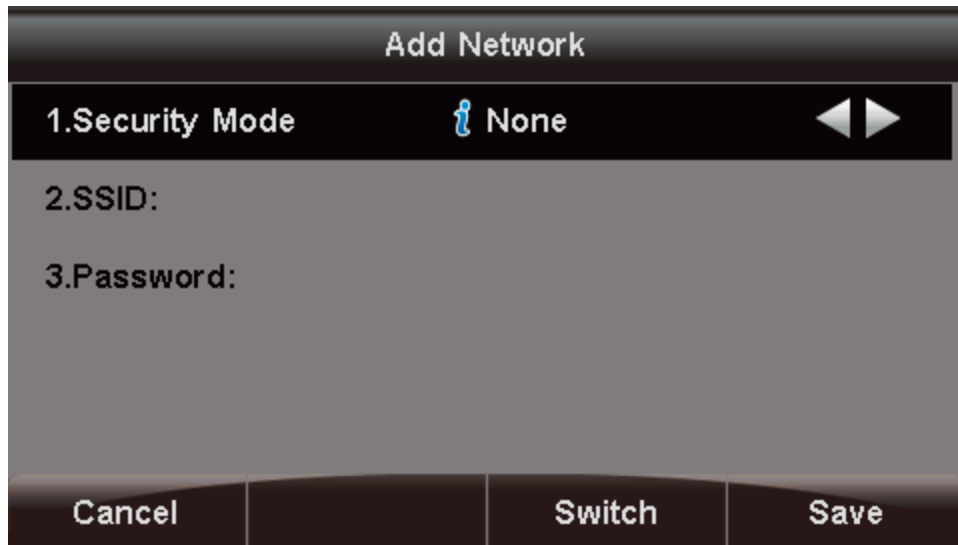 Add Network
1.Security Mode None
2.SSID:
3.Password:
Cancel Switch Save